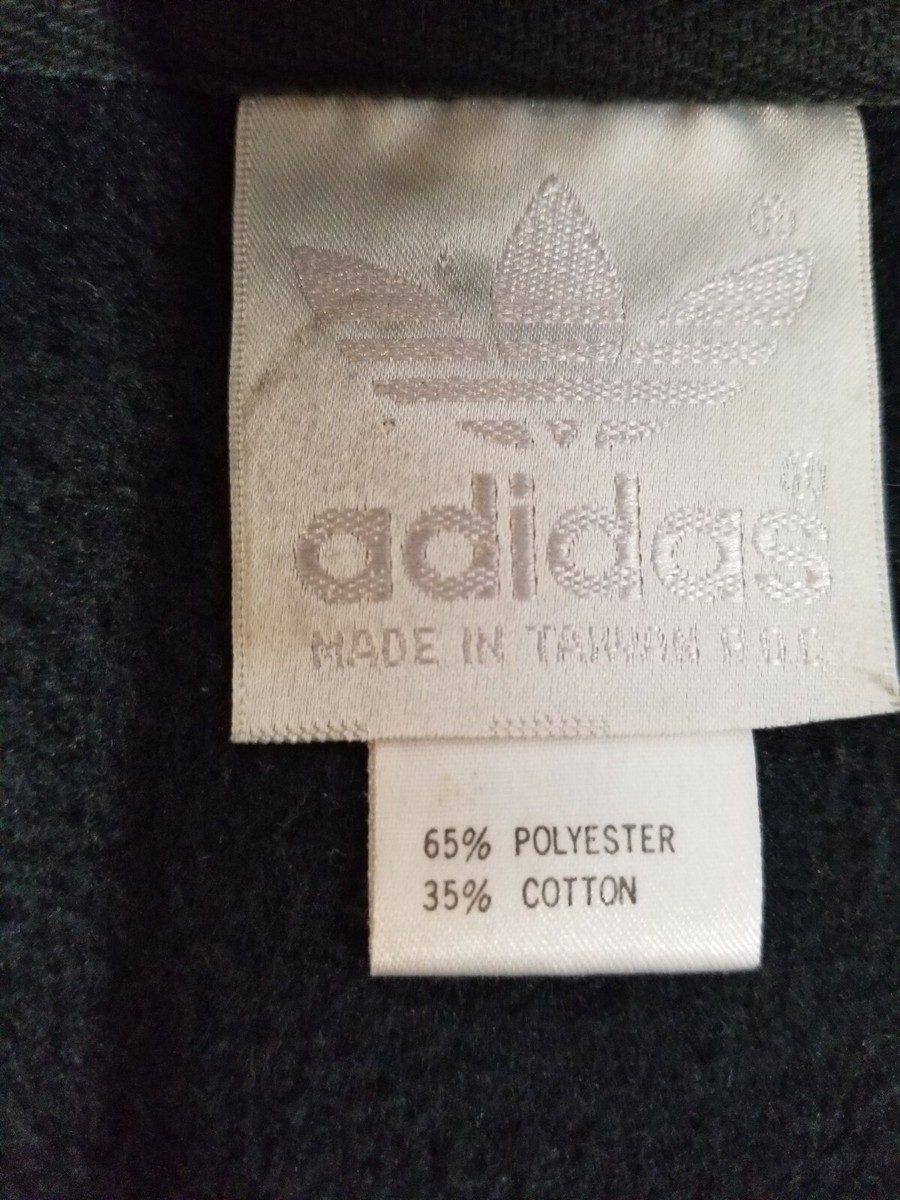 ®
adidas®
MADE IN TAIWAN R.O.C.
65% POLYESTER
35% COTTON